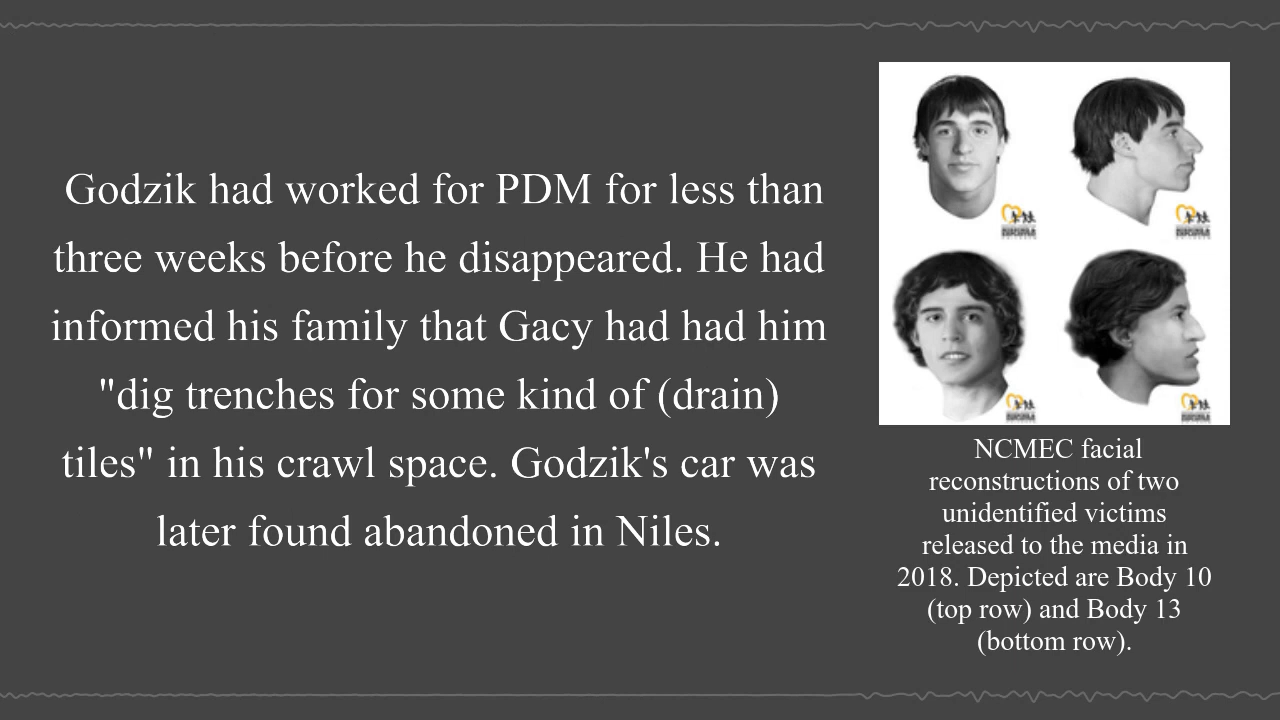 Godzik had worked for PDM for less than
three weeks before he disappeared. He had
informed his family that Gacy had had him
"dig trenches for some kind of (drain)
tiles" in his crawl space. Godzik's car was
later found abandoned in Niles.
NCMEC facial
reconstructions of two
unidentified victims
released to the media in
2018. Depicted are Body 10
(top row) and Body 13
(bottom row).